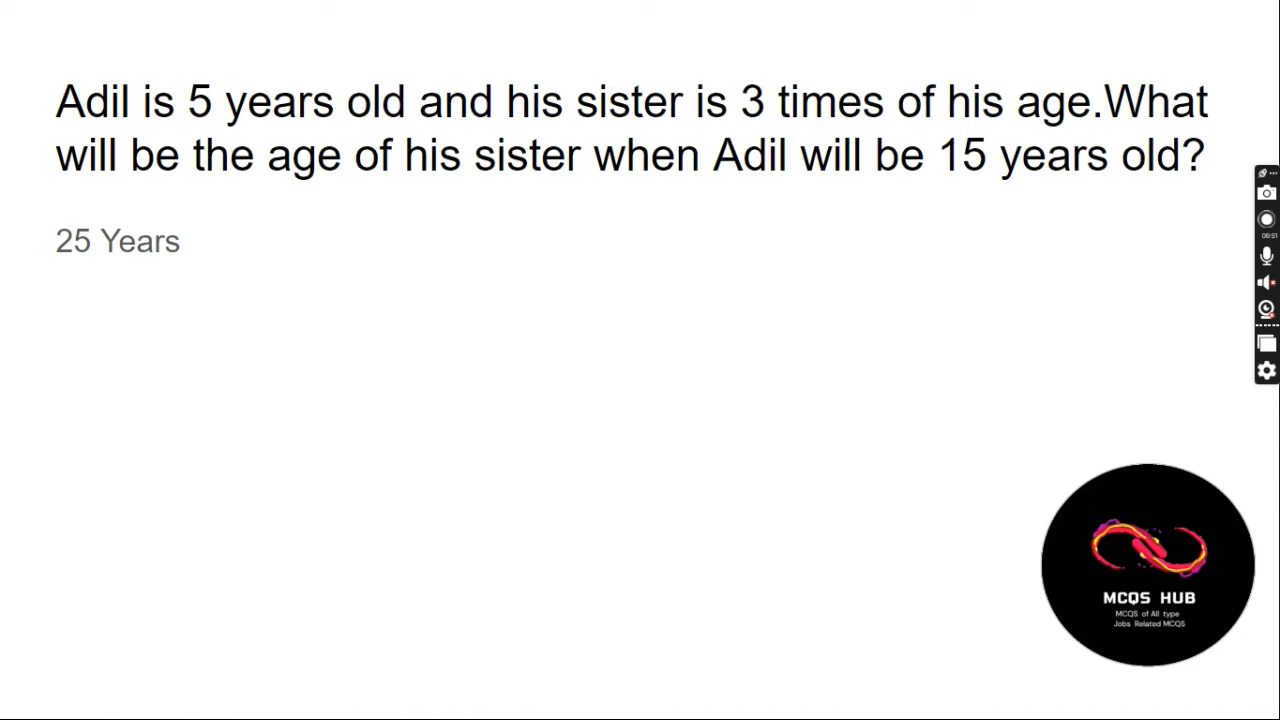 Adil is 5 years old and his sister is 3 times of his age.What
will be the age of his sister when Adil will be 15 years old?
25 Years
06:51
MCQS HUB
MCQS of All type
Jobs Related MCQS